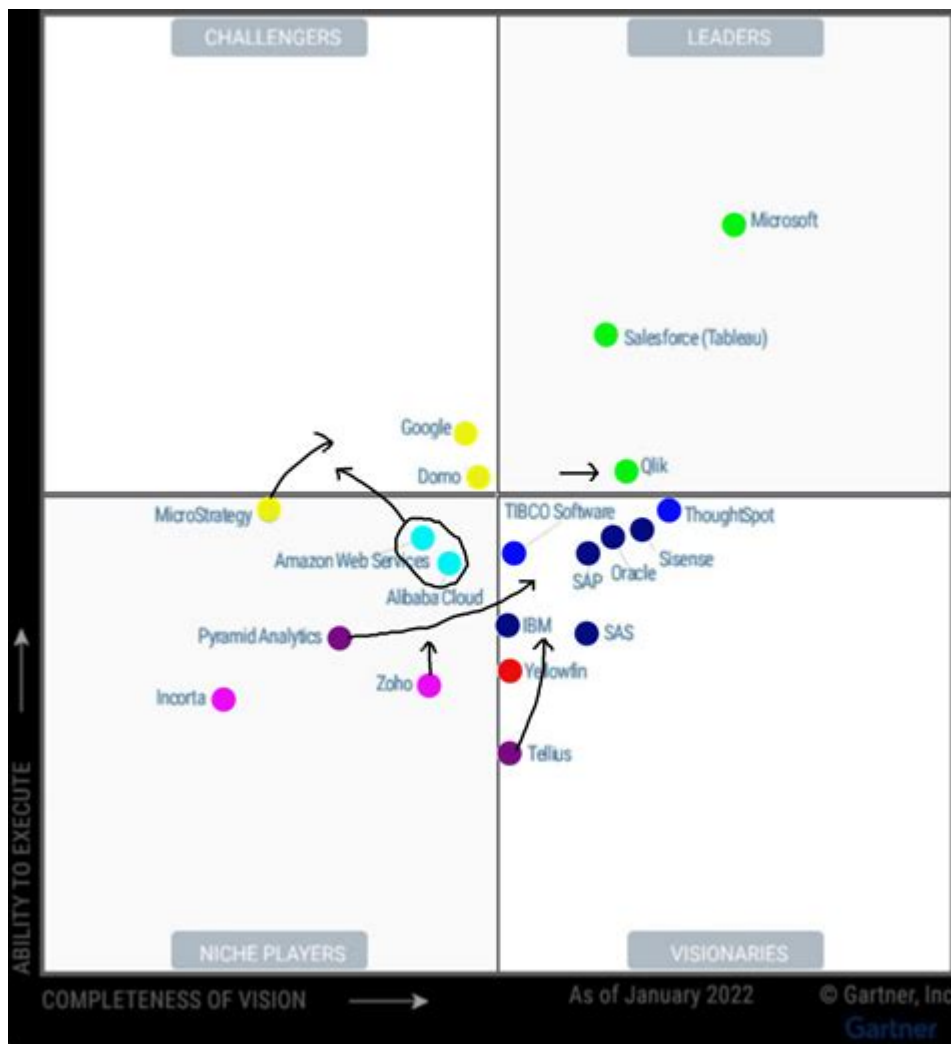 CHALLENGERS
LEADERS
Microsoft
Salesforce (Tableau)
Google
Domo
Qlik
MicroStrategy
TIBCO Software
ThoughtSpot
Amazon Web Services
Sisense
Oracle
SAP
Alibaba Cloud
Pyramid Analytics
IBM
SAS
Zoho
Yellowfin
Incorta
Tellius
ABILITY TO EXECUTE
NICHE PLAYERS
VISIONARIES
COMPLETENESS OF VISION
As of January 2022
© Gartner, Inc
Gartner